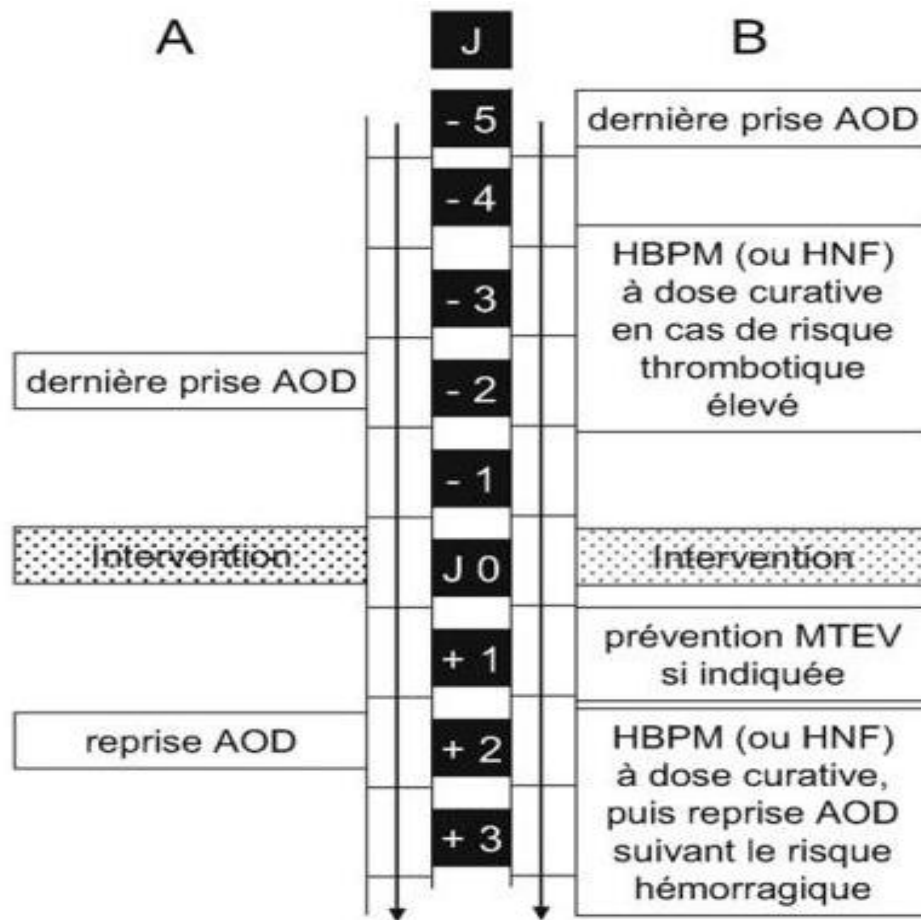 A
J
B
- 5
dernière prise AOD
- 4
HBPM (ou HNF)
à dose curative
en cas de risque
thrombotique
élevé
- 3
dernière prise AOD
- 2
- 1
Intervention
J 0
Intervention
+ 1
prévention MTEV
si indiquée
reprise AOD
+ 2
HBPM (ou HNF)
à dose curative,
puis reprise AOD
suivant le risque
hémorragique
+ 3